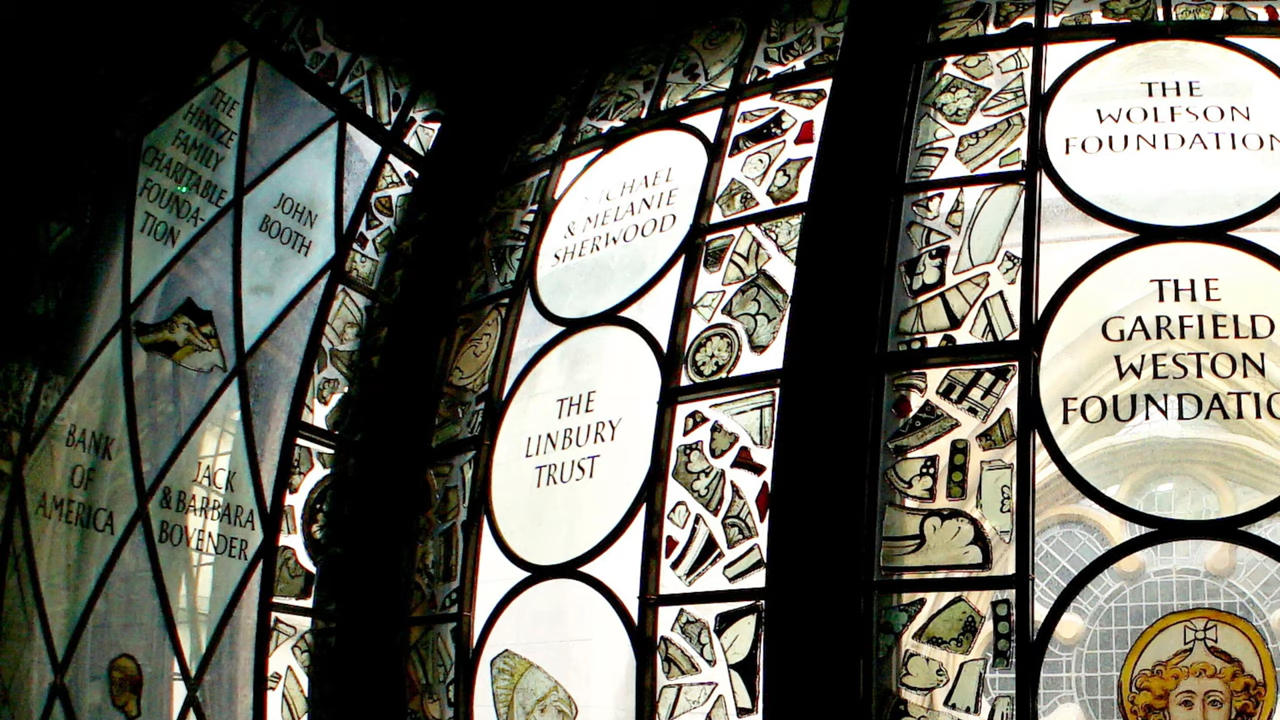 THE
HINTZE
FAMILY
CHARITABLE
FOUNDA-
TION
JOHN
BOOTH
BANK
OF
AMERICA
JACK
& BARBARA
BOVENDER
MICHAEL
& MELANIE
SHERWOOD
THE
LINBURY
TRUST
THE
WOLFSON
FOUNDATION
THE
GARFIELD
WESTON
FOUNDATIO